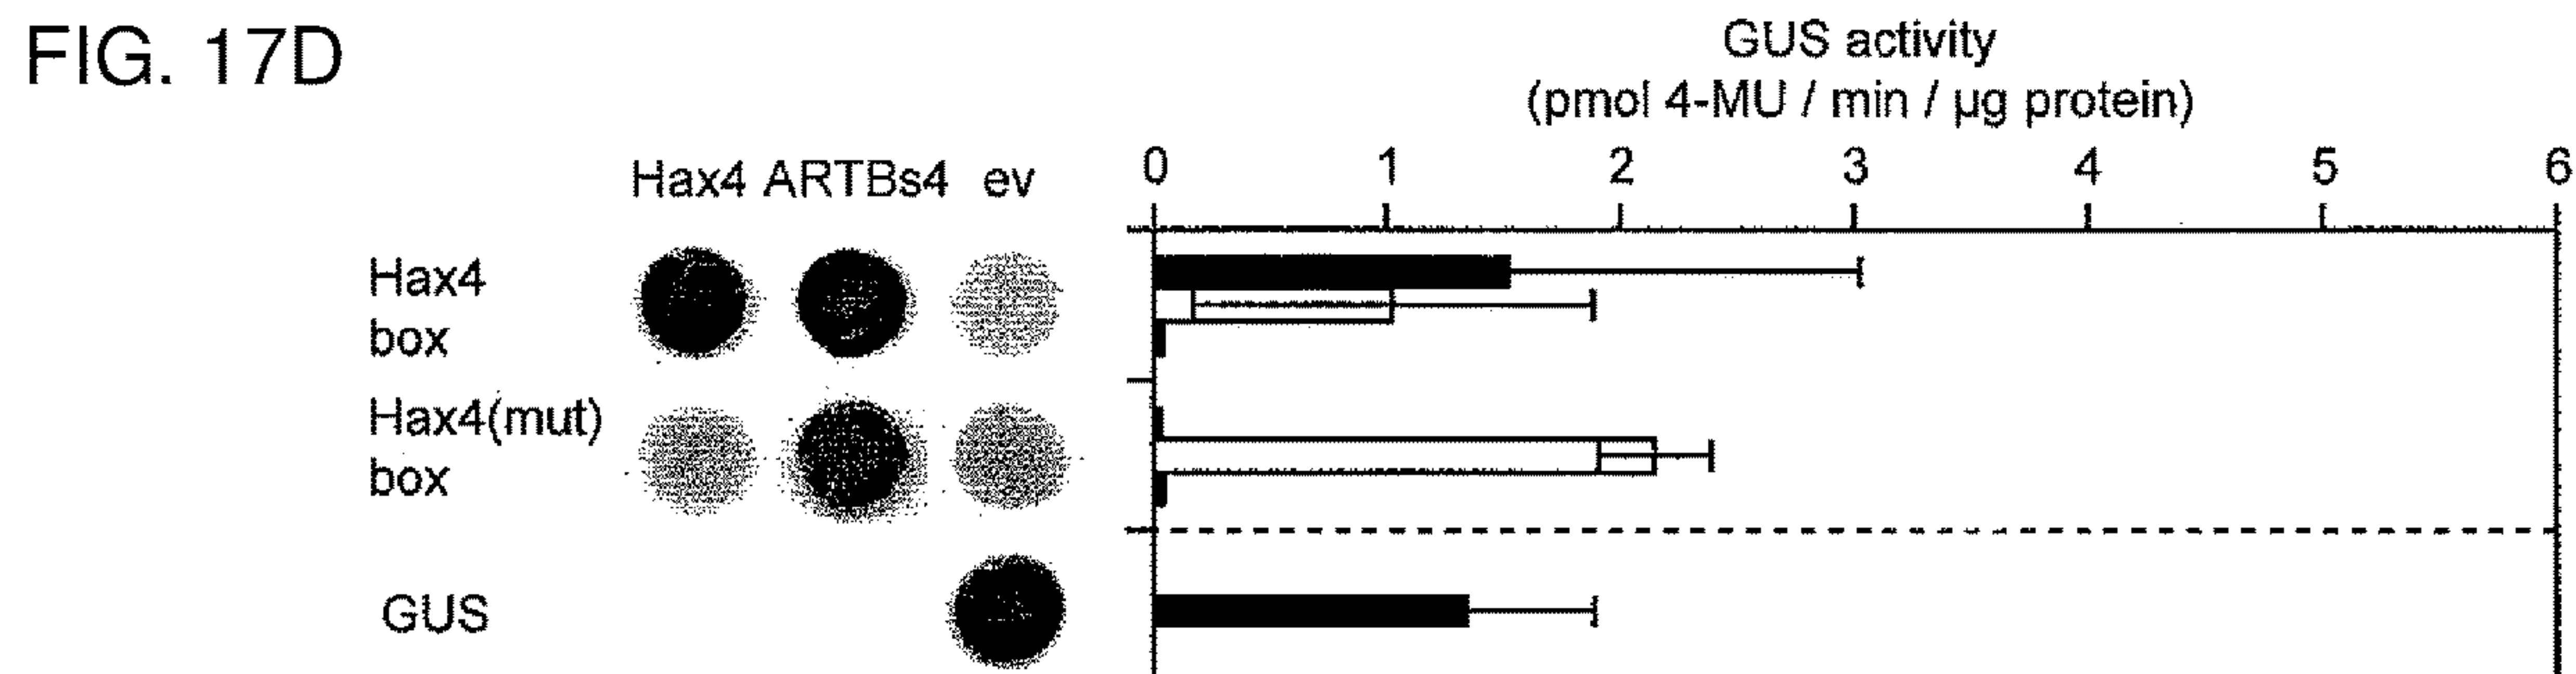 FIG. 17D
GUS activity
(pmol 4-MU / min / µg protein)
Hax4 ARTBs4 ev
0 1 2 3 4 5 6
Hax4
box
Hax4(mut)
box
GUS